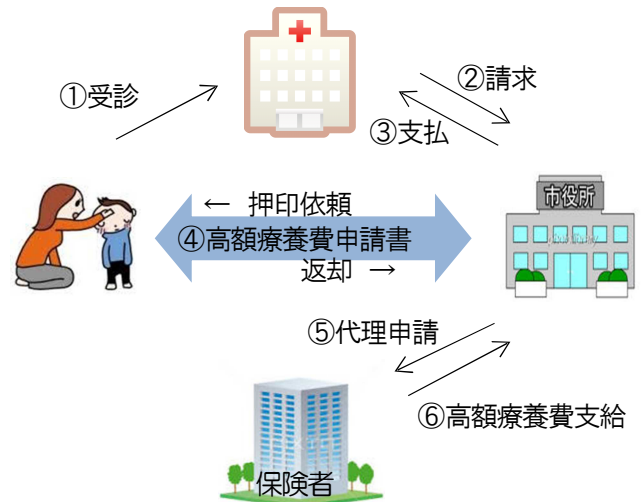 ①受診
②請求
③支払
市役所
← 押印依頼
④高額療養費申請書
返却 →
⑤代理申請
⑥高額療養費支給
保険者